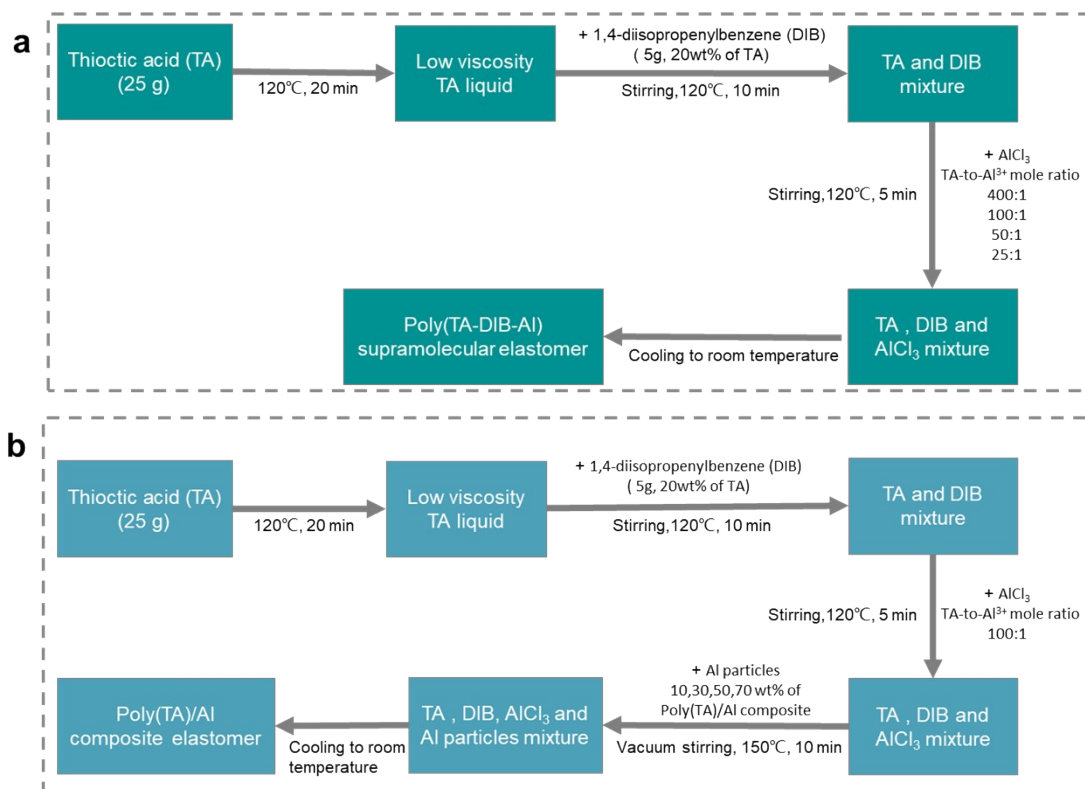 a
Thioctic acid (TA)
(25 g)
120℃, 20 min
Low viscosity
TA liquid
+ 1,4-diisopropenylbenzene (DIB)
( 5g, 20wt% of TA)
Stirring,120℃, 10 min
TA and DIB
mixture
Stirring,120℃, 5 min
+ AlCl₃
TA-to-Al³⁺ mole ratio
400:1
100:1
50:1
25:1
TA , DIB and
AlCl₃ mixture
Cooling to room temperature
Poly(TA-DIB-Al)
supramolecular elastomer
b
Thioctic acid (TA)
(25 g)
120℃, 20 min
Low viscosity
TA liquid
+ 1,4-diisopropenylbenzene (DIB)
( 5g, 20wt% of TA)
Stirring,120℃, 10 min
TA and DIB
mixture
Stirring,120℃, 5 min
+ AlCl₃
TA-to-Al³⁺ mole ratio
100:1
TA , DIB and
AlCl₃ mixture
+ Al particles
10,30,50,70 wt% of
Poly(TA)/Al composite
Vacuum stirring, 150℃, 10 min
TA , DIB, AlCl₃ and
Al particles mixture
Cooling to room
temperature
Poly(TA)/Al
composite elastomer